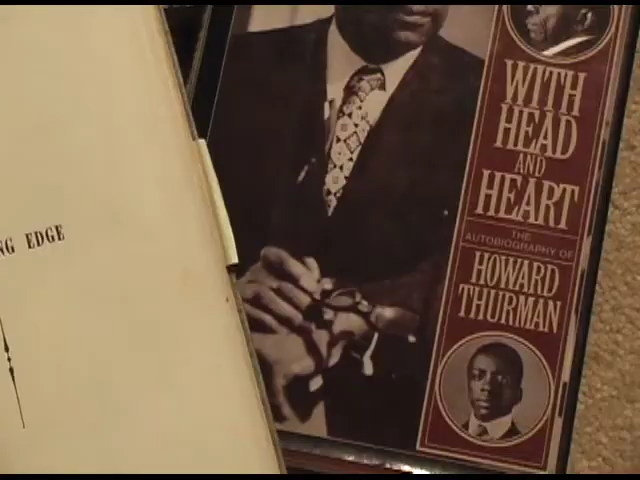 NG EDGE
WITH
HEAD
AND
HEART
THE
AUTOBIOGRAPHY OF
HOWARD
THURMAN